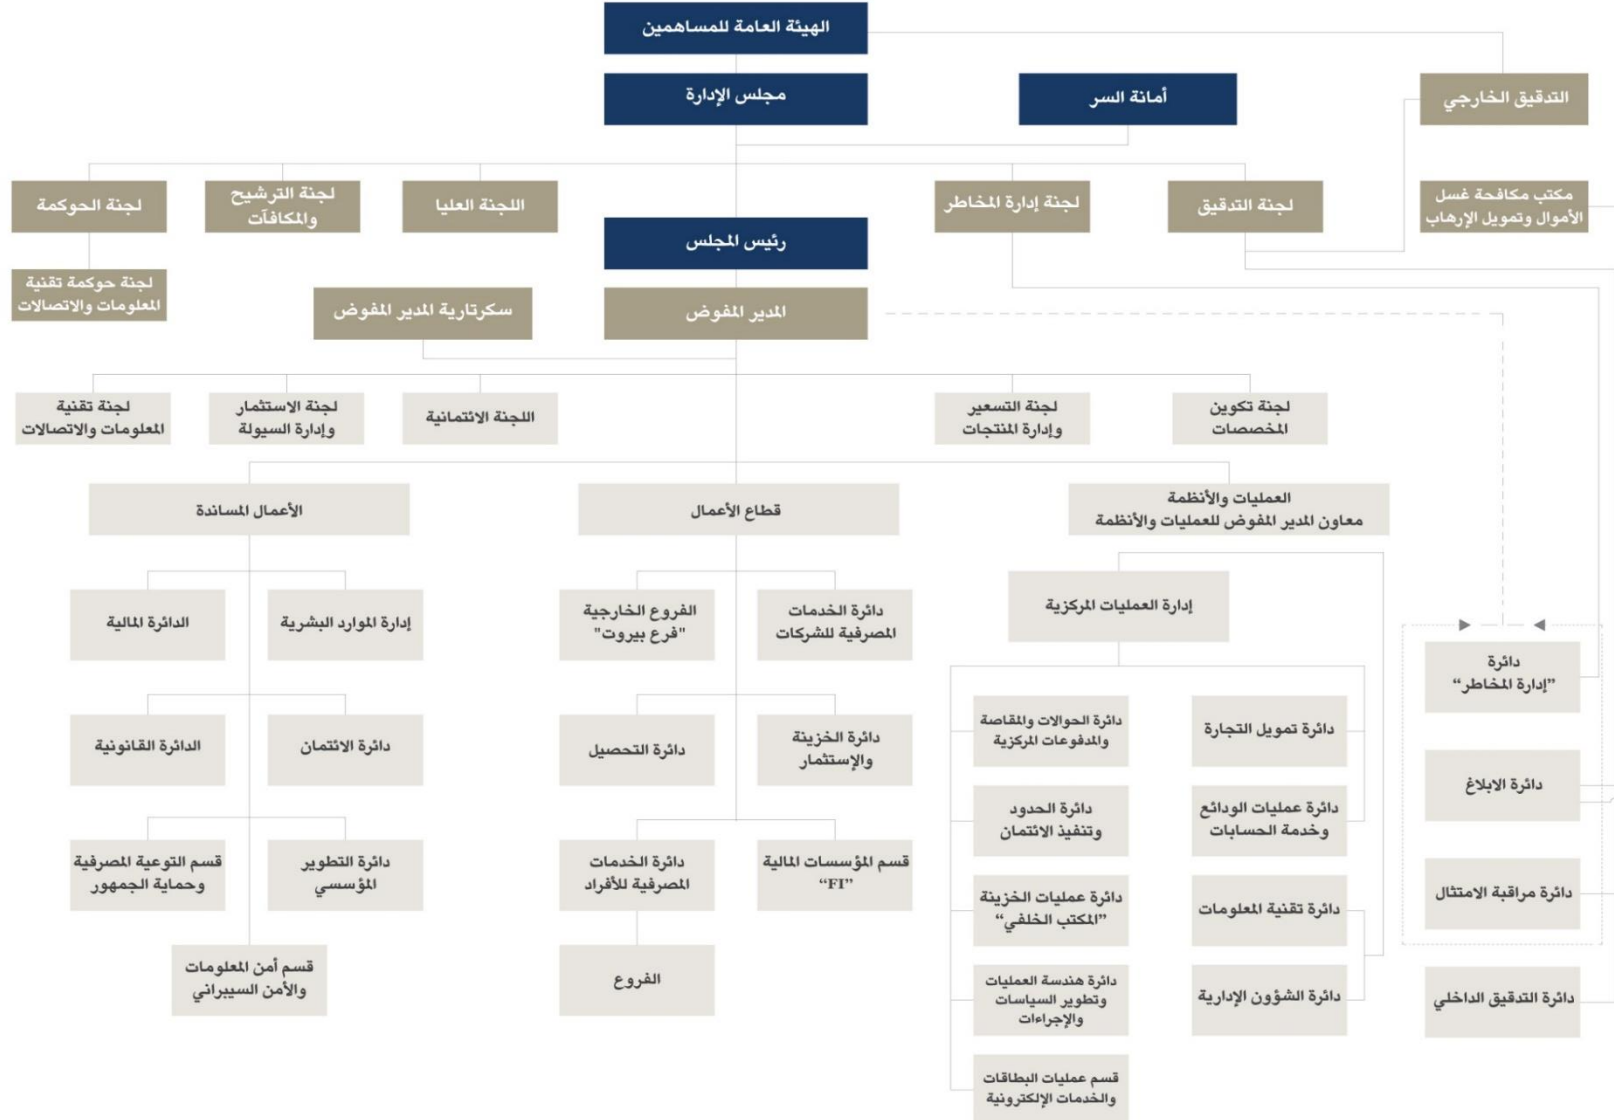 الهيئة العامة للمساهمين
مجلس الإدارة
أمانة السر
التدقيق الخارجي
مكتب مكافحة غسل
الأموال وتمويل الإرهاب
لجنة التدقيق
لجنة إدارة المخاطر
اللجنة العليا
لجنة الترشيح
والمكافآت
لجنة الحوكمة
لجنة حوكمة تقنية
المعلومات والاتصالات
رئيس المجلس
المدير المفوض
سكرتارية المدير المفوض
لجنة تكوين
المخصصات
لجنة التسعير
وإدارة المنتجات
اللجنة الائتمانية
لجنة الاستثمار
وإدارة السيولة
لجنة تقنية
المعلومات والاتصالات
العمليات والأنظمة
معاون المدير المفوض للعمليات والأنظمة
قطاع الأعمال
الأعمال المساندة
دائرة
“إدارة المخاطر”
دائرة الابلاغ
دائرة مراقبة الامتثال
دائرة التدقيق الداخلي
إدارة العمليات المركزية
دائرة تمويل التجارة
دائرة عمليات الودائع
وخدمة الحسابات
دائرة تقنية المعلومات
دائرة الشؤون الإدارية
دائرة الحوالات والمقاصة
والمدفوعات المركزية
دائرة الحدود
وتنفيذ الائتمان
دائرة عمليات الخزينة
“المكتب الخلفي”
دائرة هندسة العمليات
وتطوير السياسات
والإجراءات
قسم عمليات البطاقات
والخدمات الإلكترونية
دائرة الخدمات
المصرفية للشركات
دائرة الخزينة
والإستثمار
قسم المؤسسات المالية
“FI”
الفروع الخارجية
"فرع بيروت"
دائرة التحصيل
دائرة الخدمات
المصرفية للأفراد
الفروع
إدارة الموارد البشرية
دائرة الائتمان
دائرة التطوير
المؤسسي
الدائرة المالية
الدائرة القانونية
قسم التوعية المصرفية
وحماية الجمهور
قسم أمن المعلومات
والأمن السيبراني